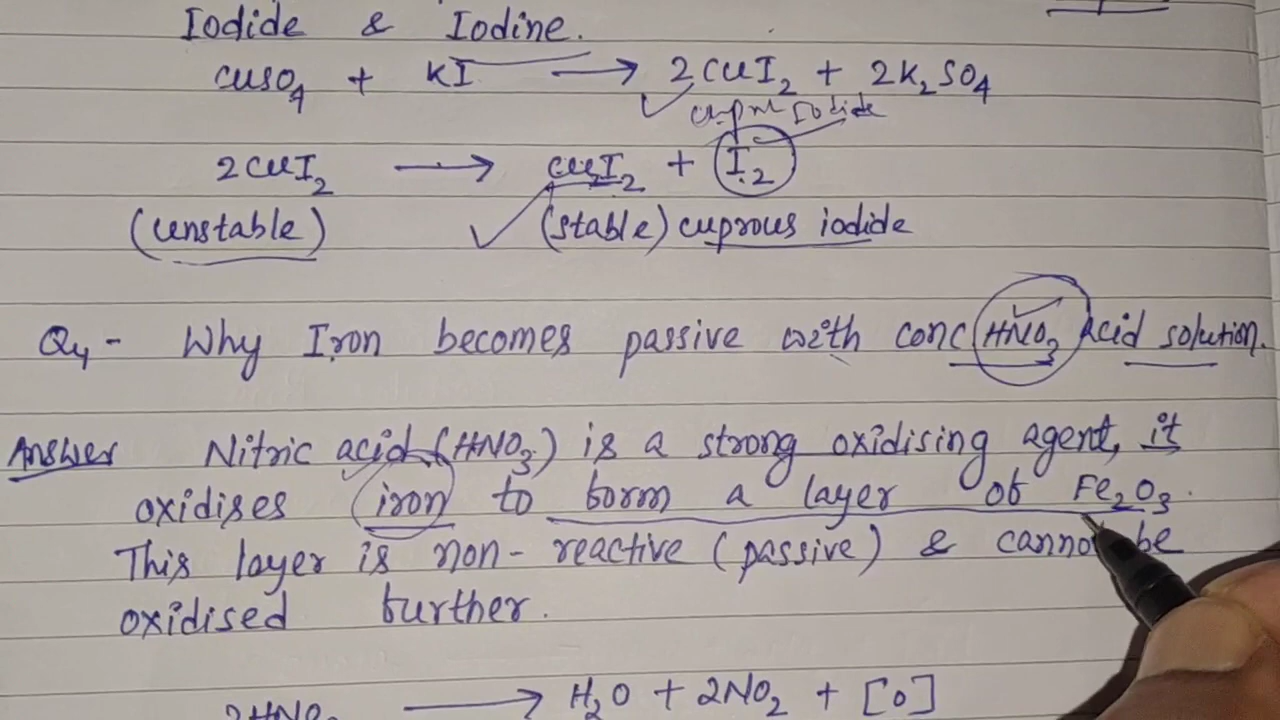 Iodide & Iodine.
CuSO4 + KI → 2CuI2 + 2K2SO4
Iodide
2CuI2 → Cu2I2 + I2
(unstable) (stable) cuprous iodide
Q4 - Why Iron becomes passive with conc HNO3 acid solution.
Answer Nitric acid (HNO3) is a strong oxidising agent, it
oxidises iron to form a layer of Fe2O3.
This layer is non-reactive (passive) & cannot be
oxidised further.
2HNO3 → H2O + 2NO2 + [O]